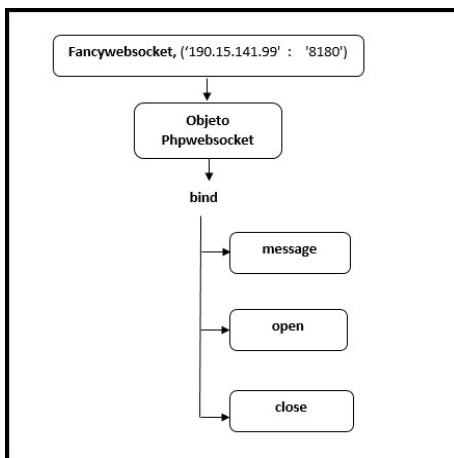 Fancywebsocket, ('190.15.141.99' : '8180')
Objeto
Phpwebsocket
bind
message
open
close